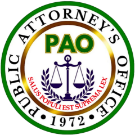 PUBLIC ATTORNEY'S OFFICE
PAO
SALUS POPULI EST SUPREMA LEX
• 1972 •